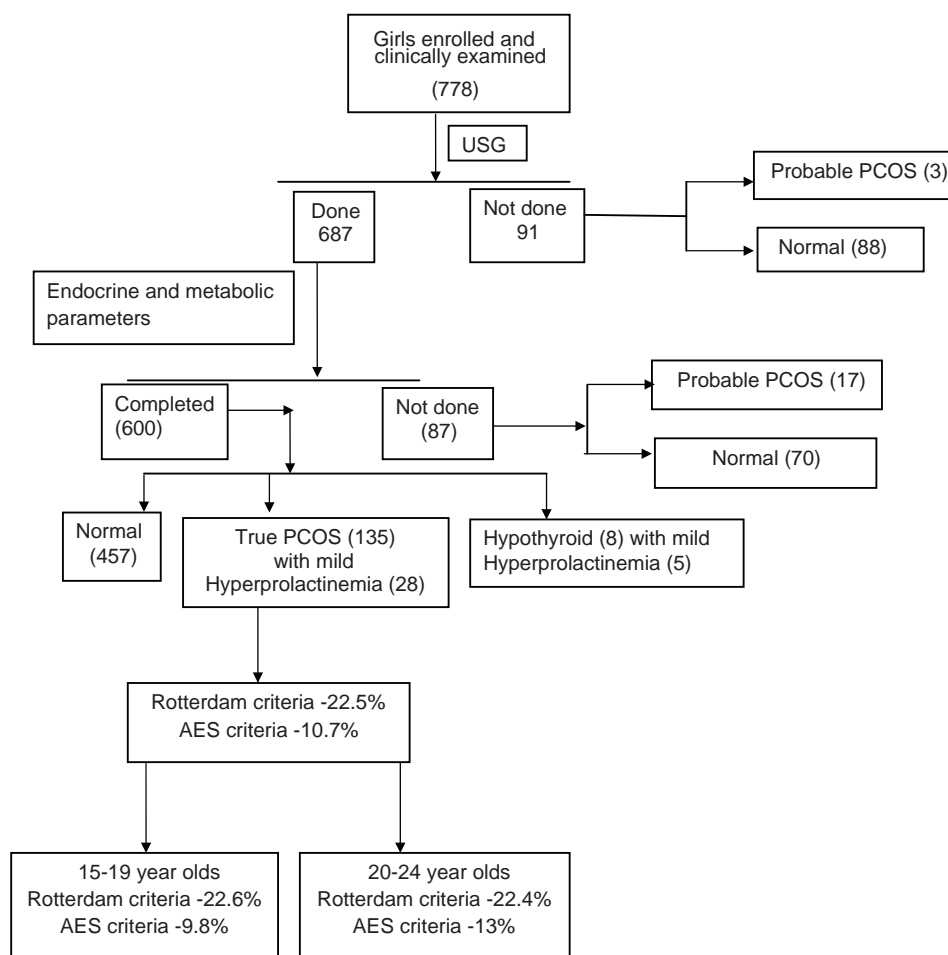 Girls enrolled and
clinically examined
(778)
USG
Probable PCOS (3)
Done
687
Not done
91
Normal (88)
Endocrine and metabolic
parameters
Probable PCOS (17)
Completed
(600)
Not done
(87)
Normal (70)
Normal
(457)
True PCOS (135)
with mild
Hyperprolactinemia (28)
Hypothyroid (8) with mild
Hyperprolactinemia (5)
Rotterdam criteria -22.5%
AES criteria -10.7%
15-19 year olds
Rotterdam criteria -22.6%
AES criteria -9.8%
20-24 year olds
Rotterdam criteria -22.4%
AES criteria -13%